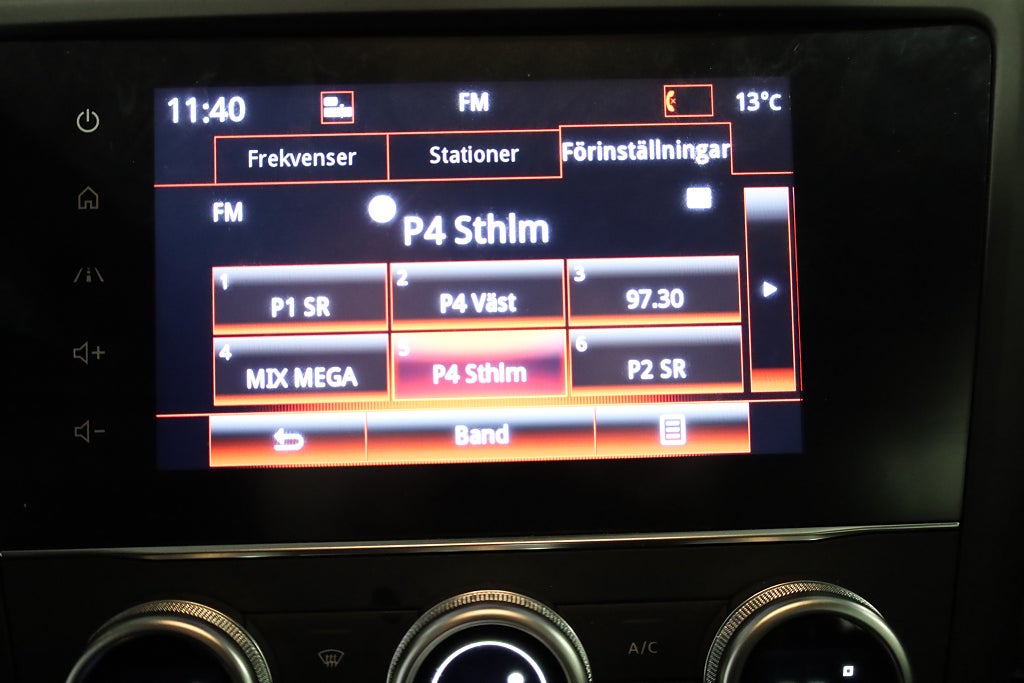 11:40 FM 13°C
Frekvenser Stationer Förinställningar
FM
P4 Sthlm
1 P1 SR 2 P4 Väst 3 97.30
4 MIX MEGA 5 P4 Sthlm 6 P2 SR
Band
A/C